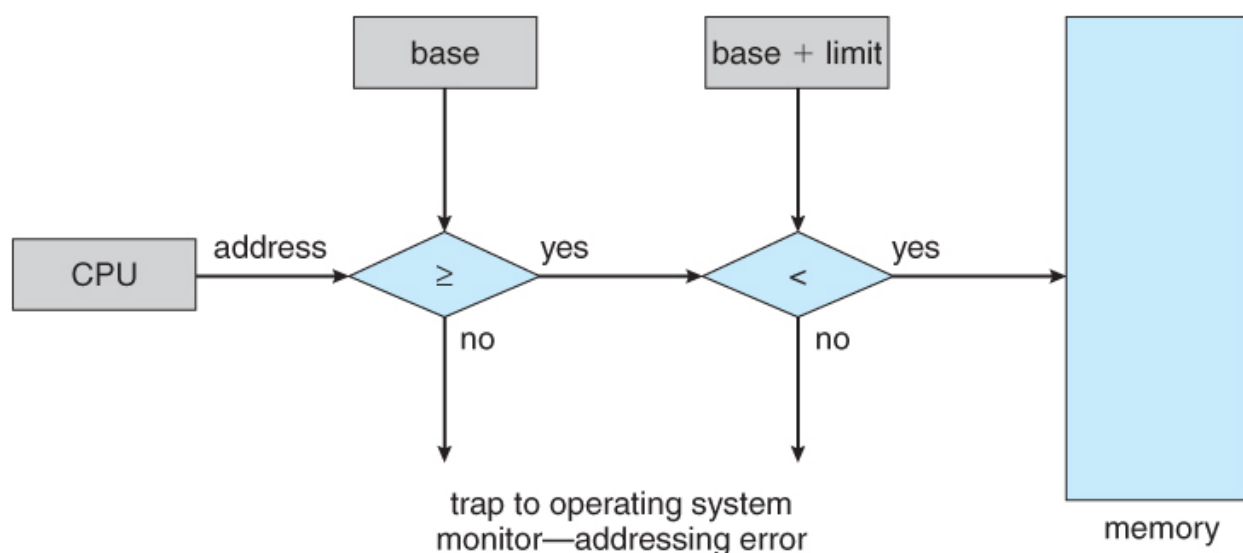 base
base + limit
CPU
address
≥
yes
<
yes
no
no
trap to operating system
monitor—addressing error
memory